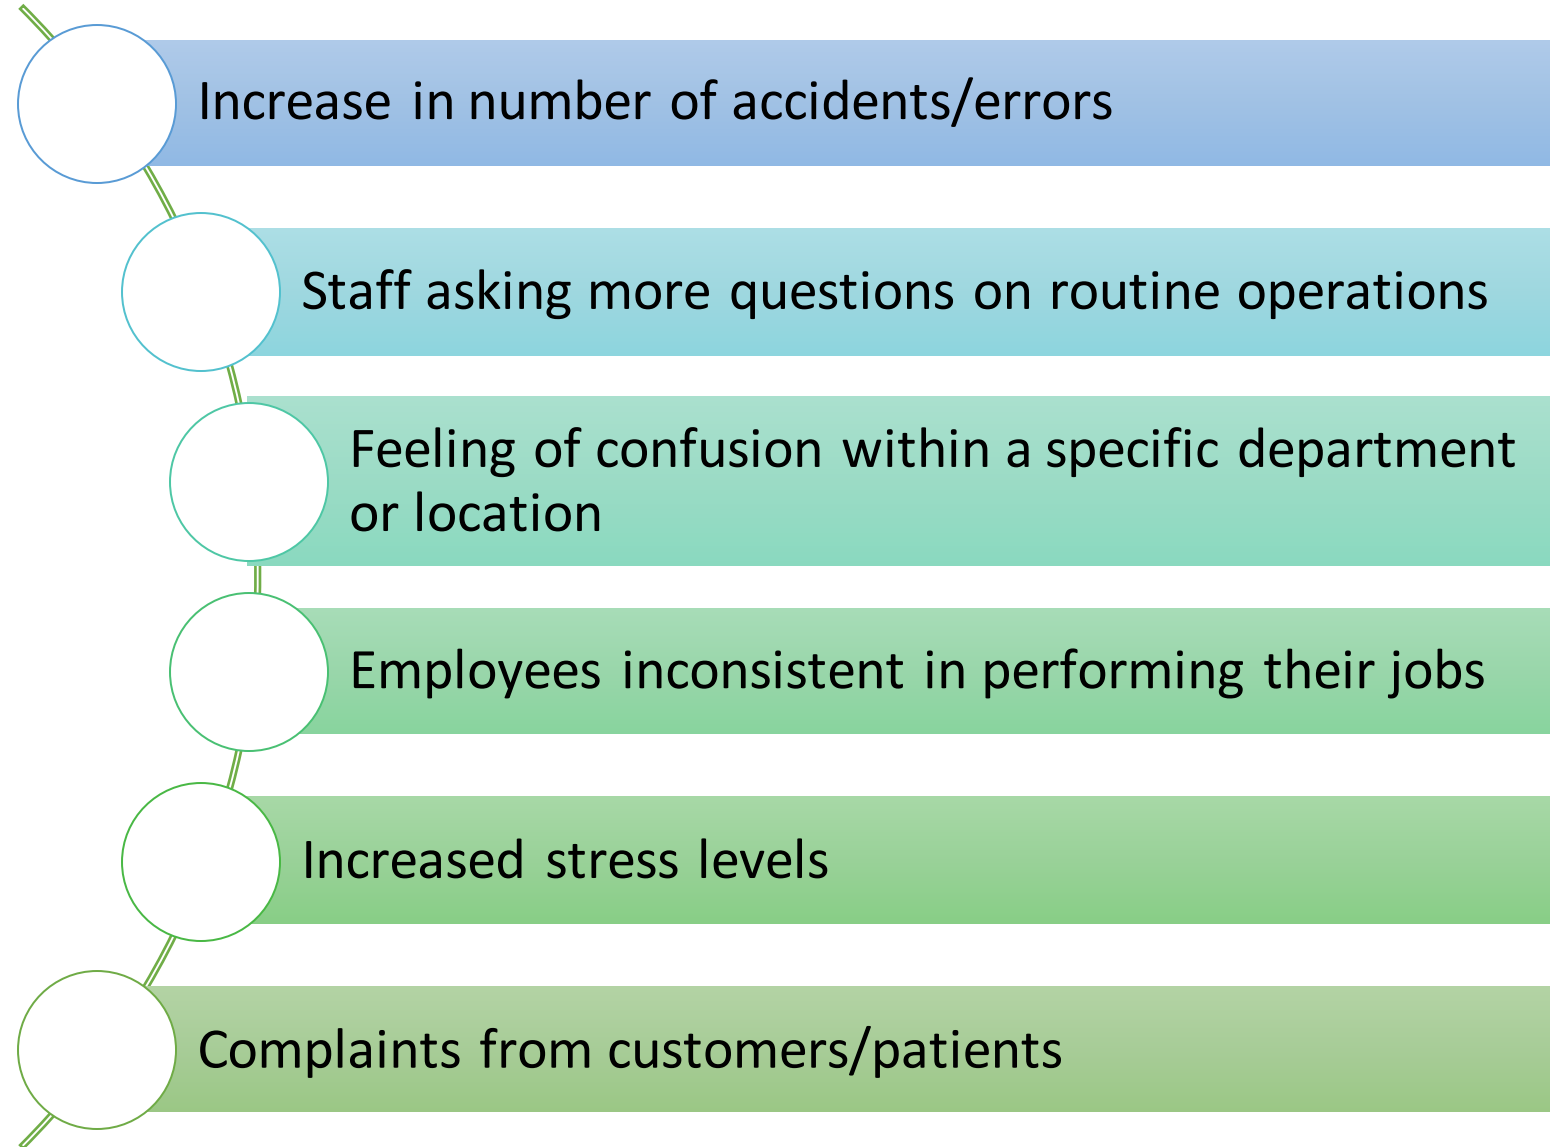 Increase in number of accidents/errors
Staff asking more questions on routine operations
Feeling of confusion within a specific department
or location
Employees inconsistent in performing their jobs
Increased stress levels
Complaints from customers/patients